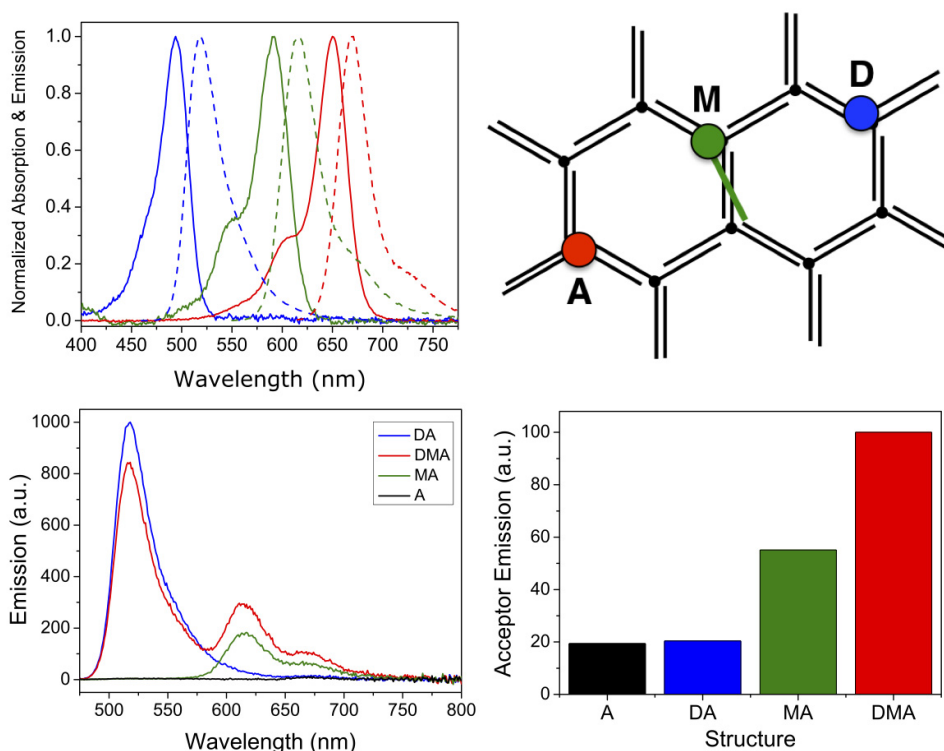 Normalized Absorption & Emission
1.0
0.8
0.6
0.4
0.2
0.0
400 450 500 550 600 650 700 750
Wavelength (nm)
M
D
A
Emission (a.u.)
1000
800
600
400
200
0
500 550 600 650 700 750 800
Wavelength (nm)
DA
DMA
MA
A
Acceptor Emission (a.u.)
100
80
60
40
20
0
A DA MA DMA
Structure